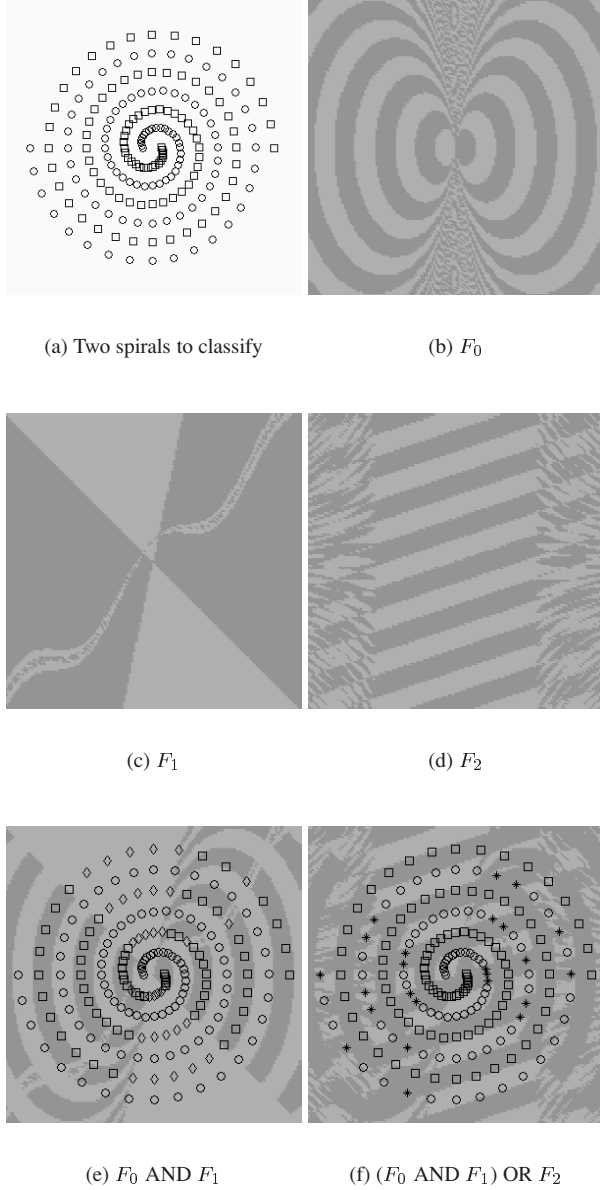 (a) Two spirals to classify
(b) F₀
(c) F₁
(d) F₂
(e) F₀ AND F₁
(f) (F₀ AND F₁) OR F₂